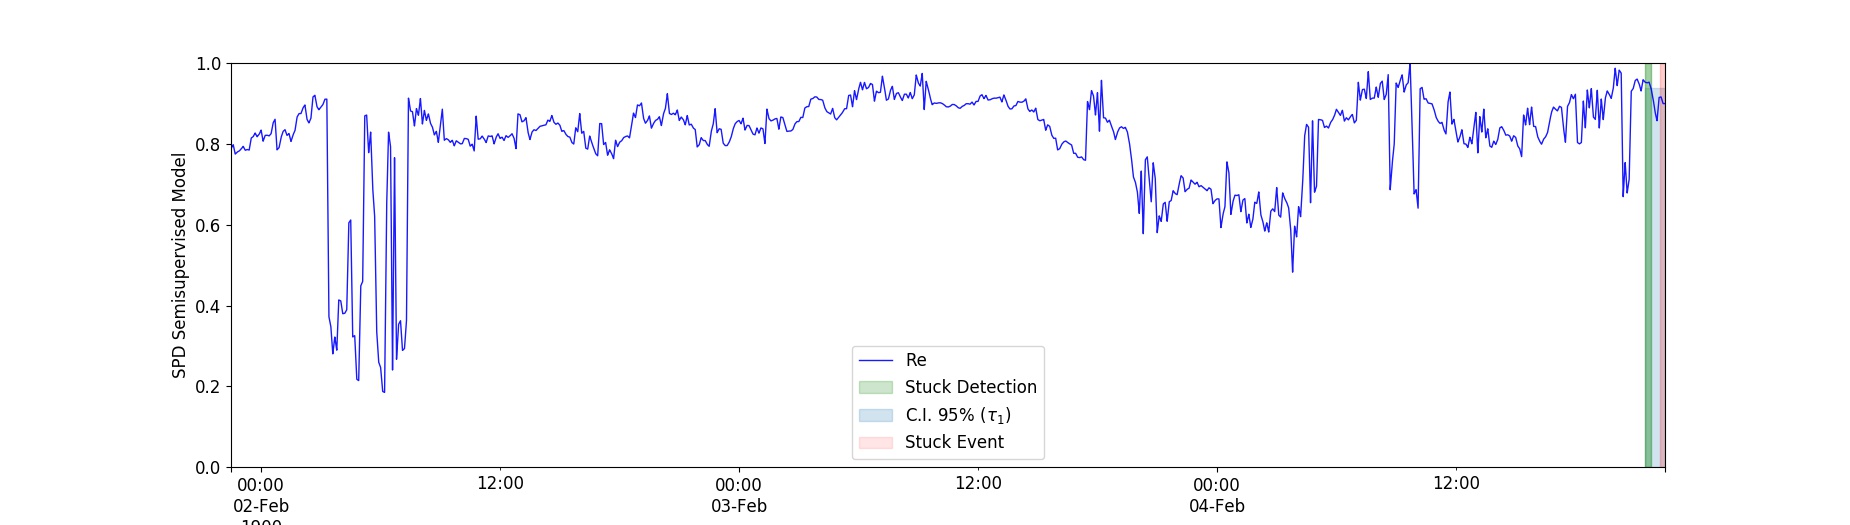 SPD Semisupervised Model
1.0
0.8
0.6
0.4
0.2
0.0
Re
Stuck Detection
C.I. 95% (τ₁)
Stuck Event
00:00 12:00 00:00 12:00 00:00 12:00
02-Feb 03-Feb 04-Feb
1900